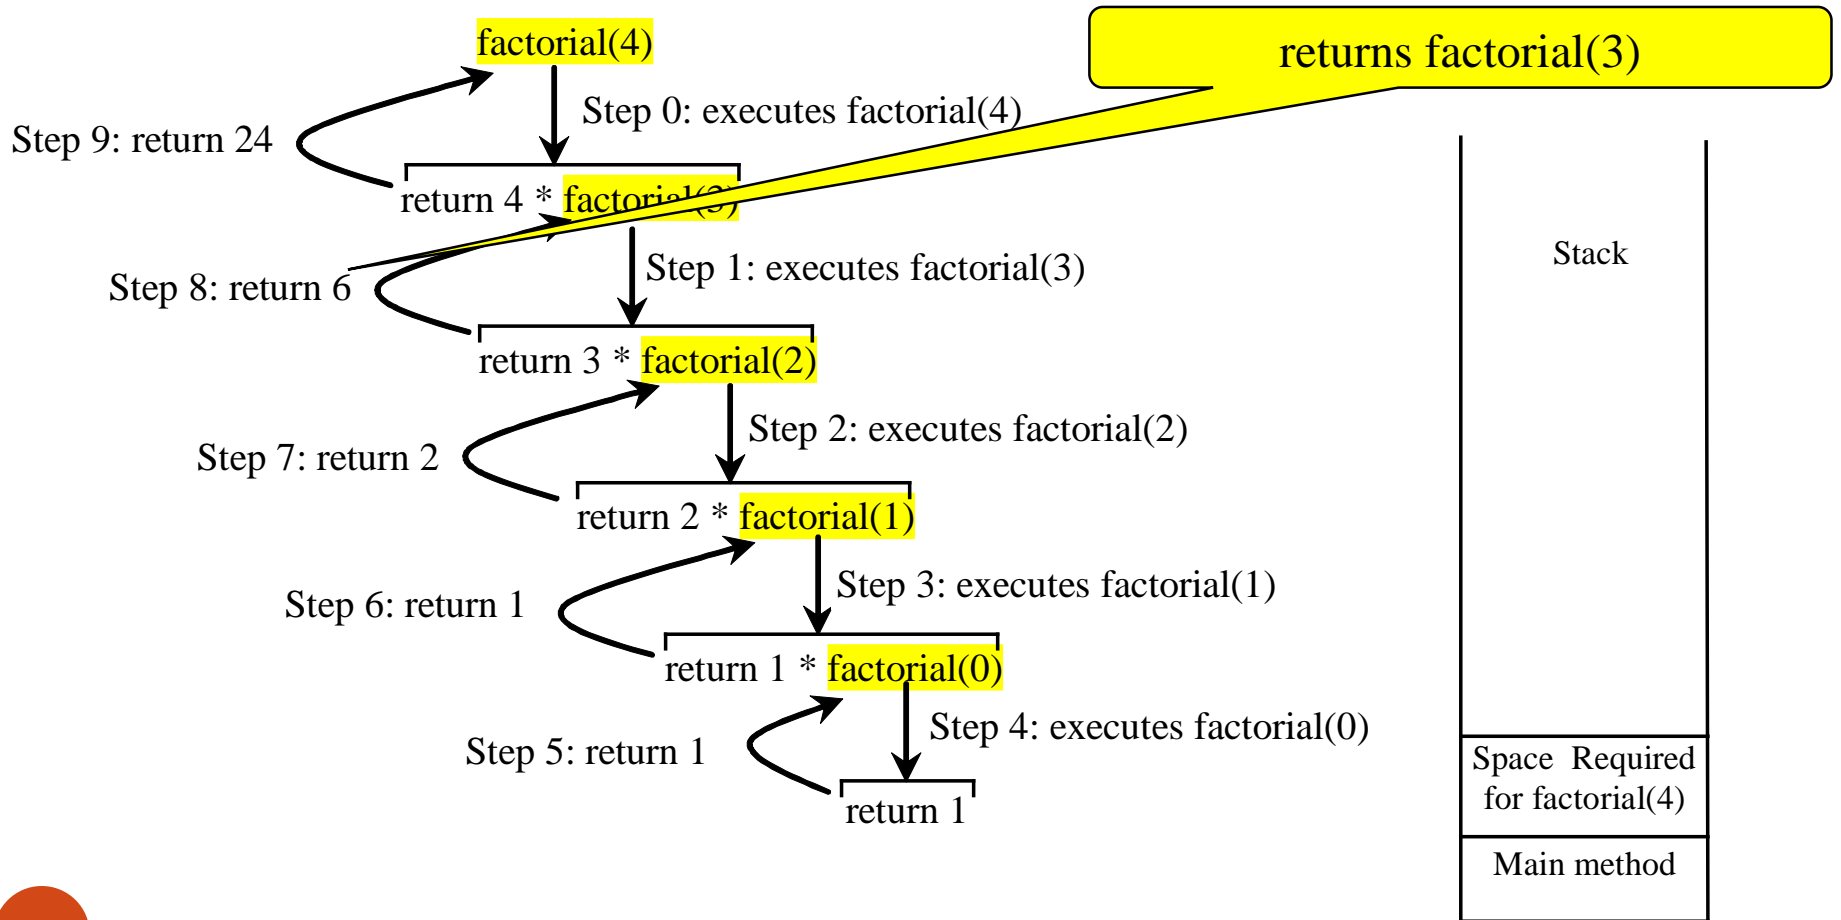 factorial(4)
returns factorial(3)
Step 0: executes factorial(4)
Step 9: return 24
return 4 * factorial(3)
Stack
Step 1: executes factorial(3)
Step 8: return 6
return 3 * factorial(2)
Step 2: executes factorial(2)
Step 7: return 2
return 2 * factorial(1)
Step 3: executes factorial(1)
Step 6: return 1
return 1 * factorial(0)
Step 4: executes factorial(0)
Step 5: return 1
return 1
Space Required
for factorial(4)
Main method